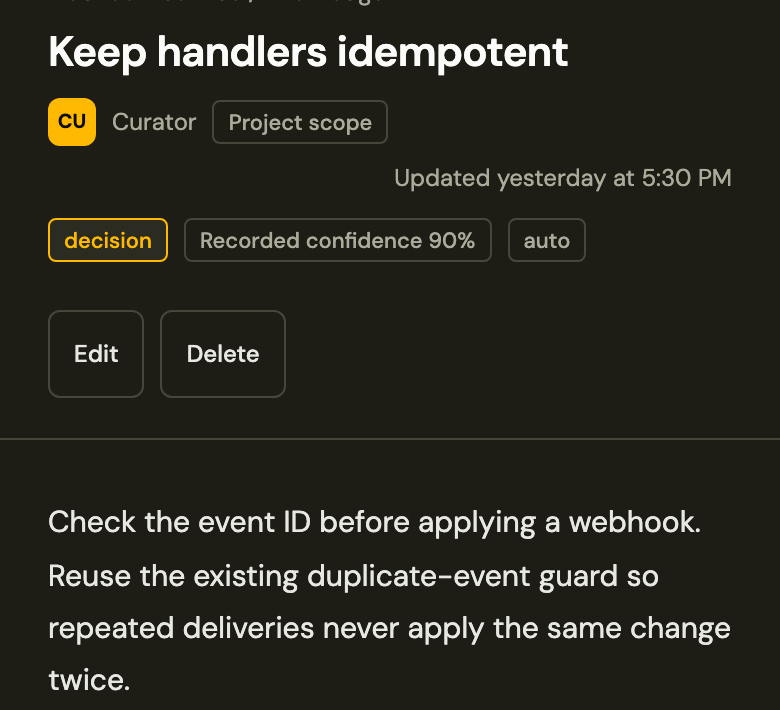 Keep handlers idempotent
CU Curator Project scope
Updated yesterday at 5:30 PM
decision Recorded confidence 90% auto
Edit Delete
Check the event ID before applying a webhook.
Reuse the existing duplicate-event guard so
repeated deliveries never apply the same change
twice.